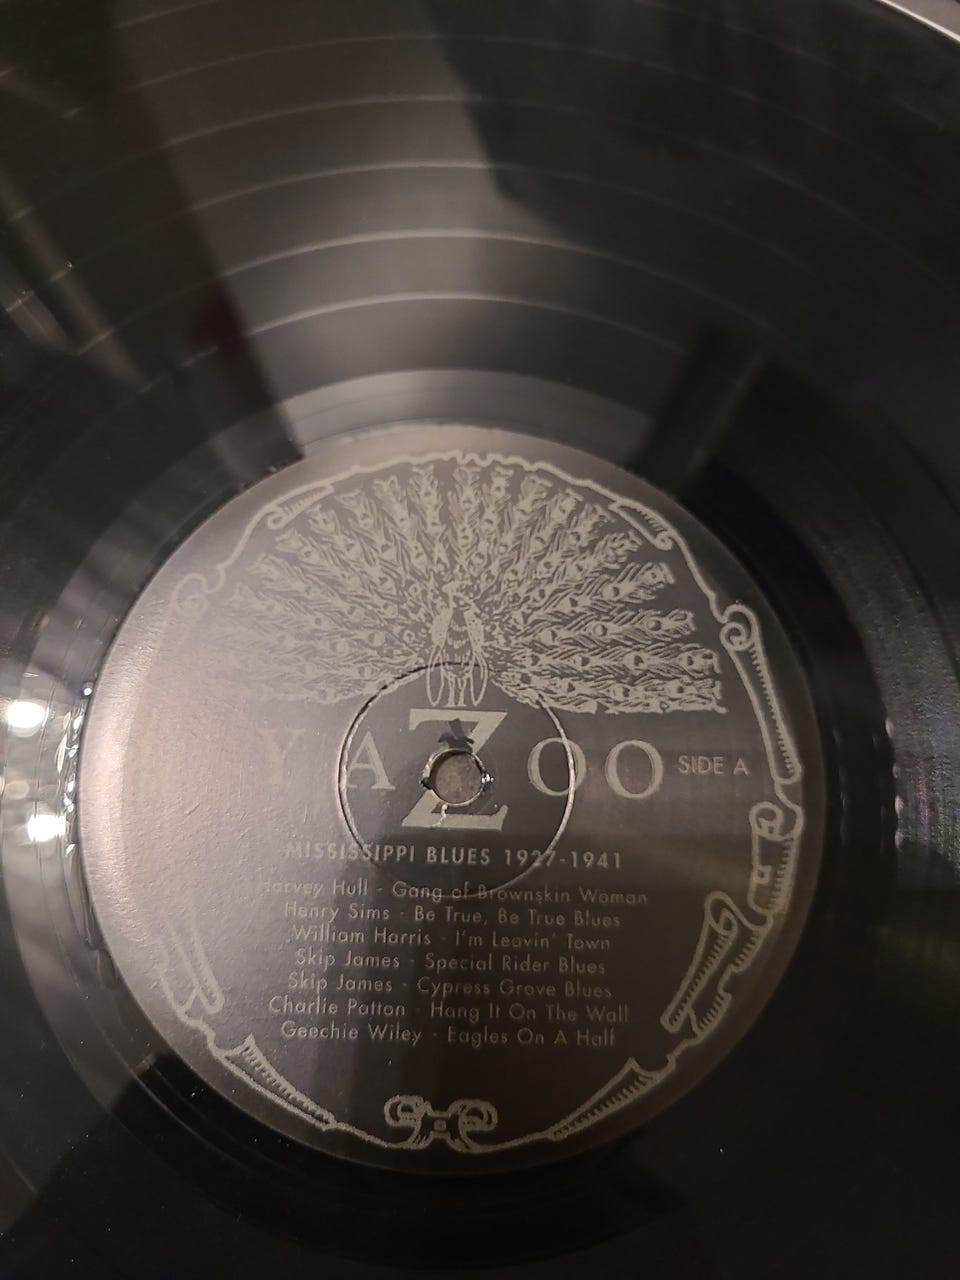 YAZOO SIDE A
MISSISSIPPI BLUES 1927-1941
Harvey Hull - Gang of Brownskin Woman
Henry Sims - Be True, Be True Blues
William Harris - I'm Leavin' Town
Skip James - Special Rider Blues
Skip James - Cypress Grove Blues
Charlie Patton - Hang It On The Wall
Geechie Wiley - Eagles On A Half